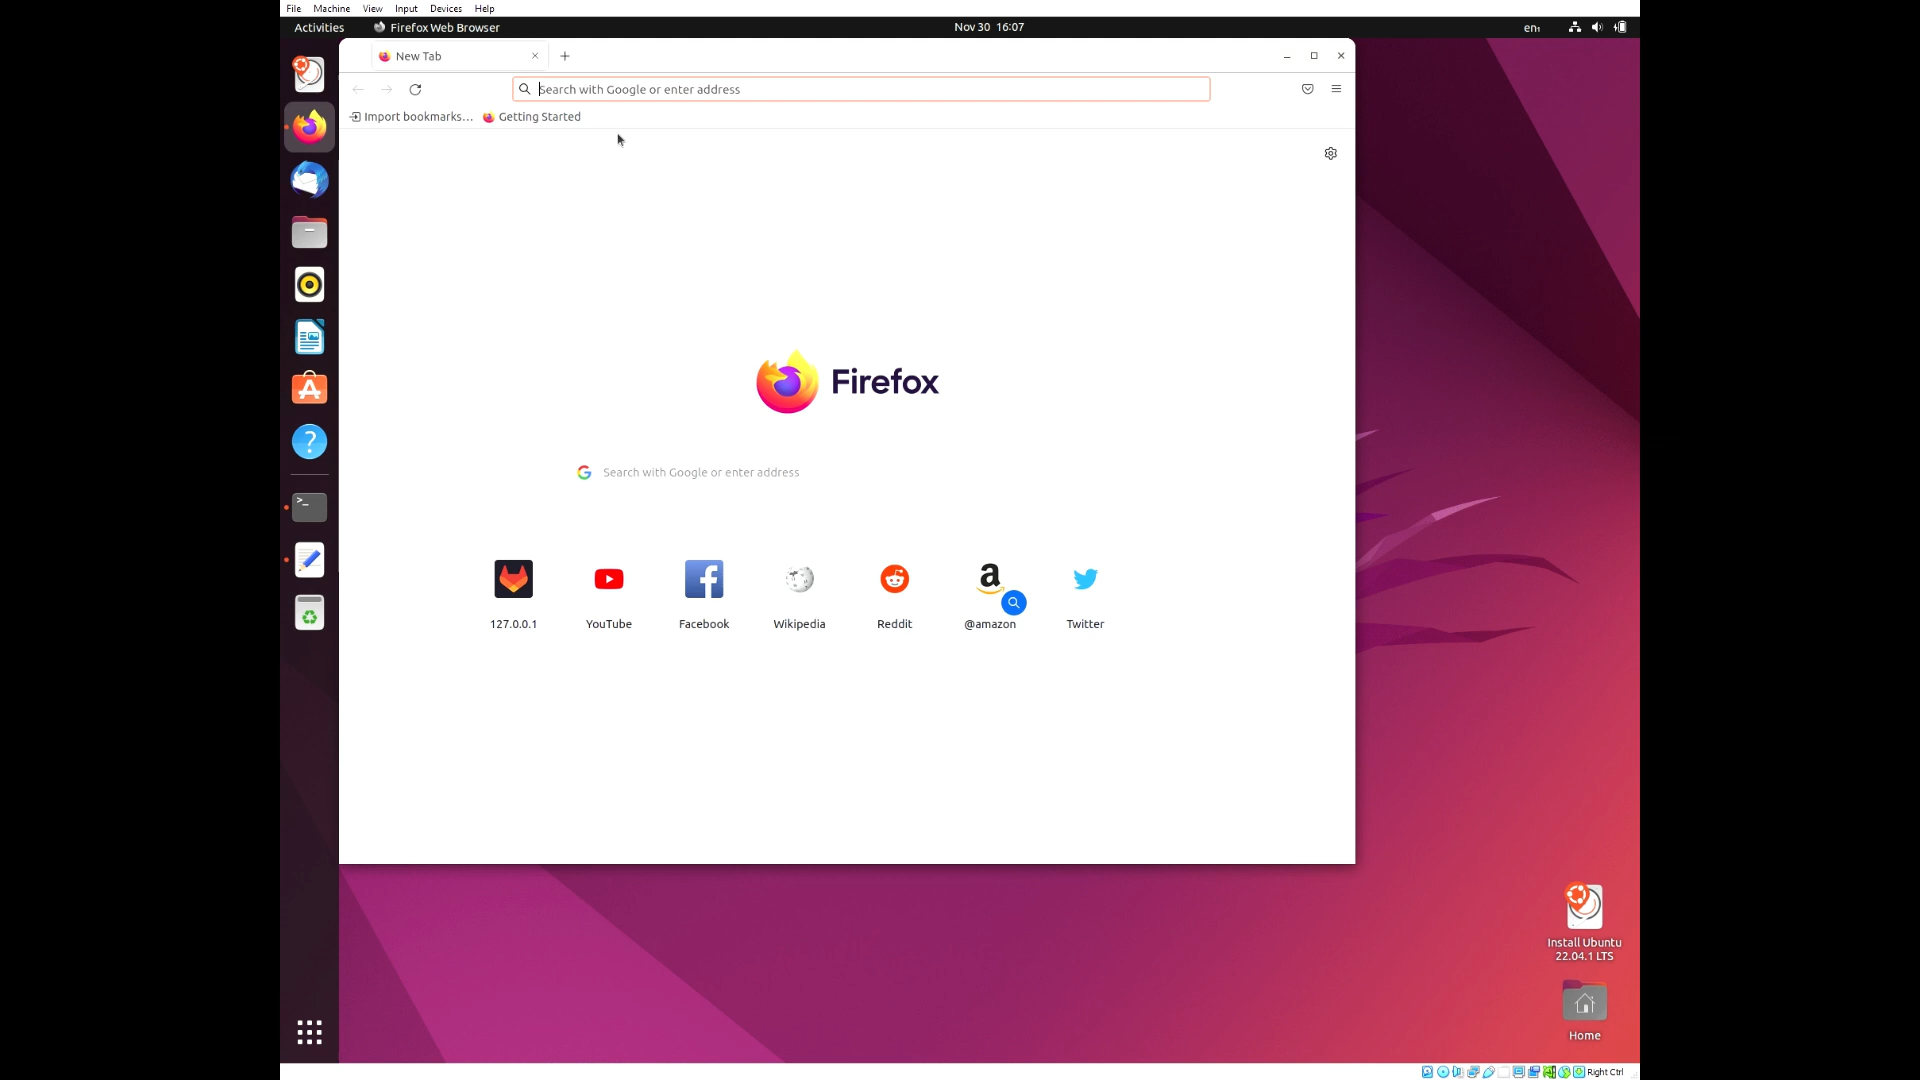 File Machine View Input Devices Help
Activities Firefox Web Browser Nov 30 16:07 en₁
New Tab
Search with Google or enter address
Import bookmarks... Getting Started
Firefox
Search with Google or enter address
127.0.0.1 YouTube Facebook Wikipedia Reddit @amazon Twitter
Install Ubuntu
22.04.1 LTS
Home
Right Ctrl